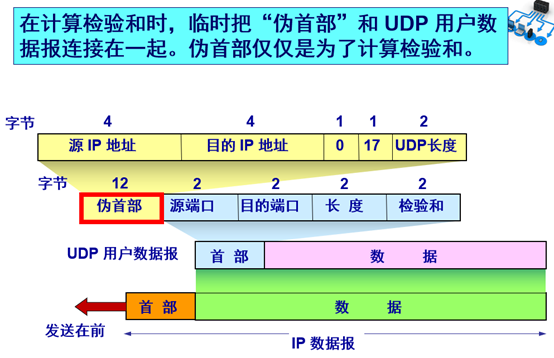 在计算检验和时，临时把“伪首部”和 UDP 用户数
据报连接在一起。伪首部仅仅是为了计算检验和。
字节 4 4 1 1 2
源 IP 地址 目的 IP 地址 0 17 UDP长度
字节 12 2 2 2 2
伪首部 源端口 目的端口 长 度 检验和
UDP 用户数据报 首 部 数 据
首 部 数 据
发送在前
IP 数据报